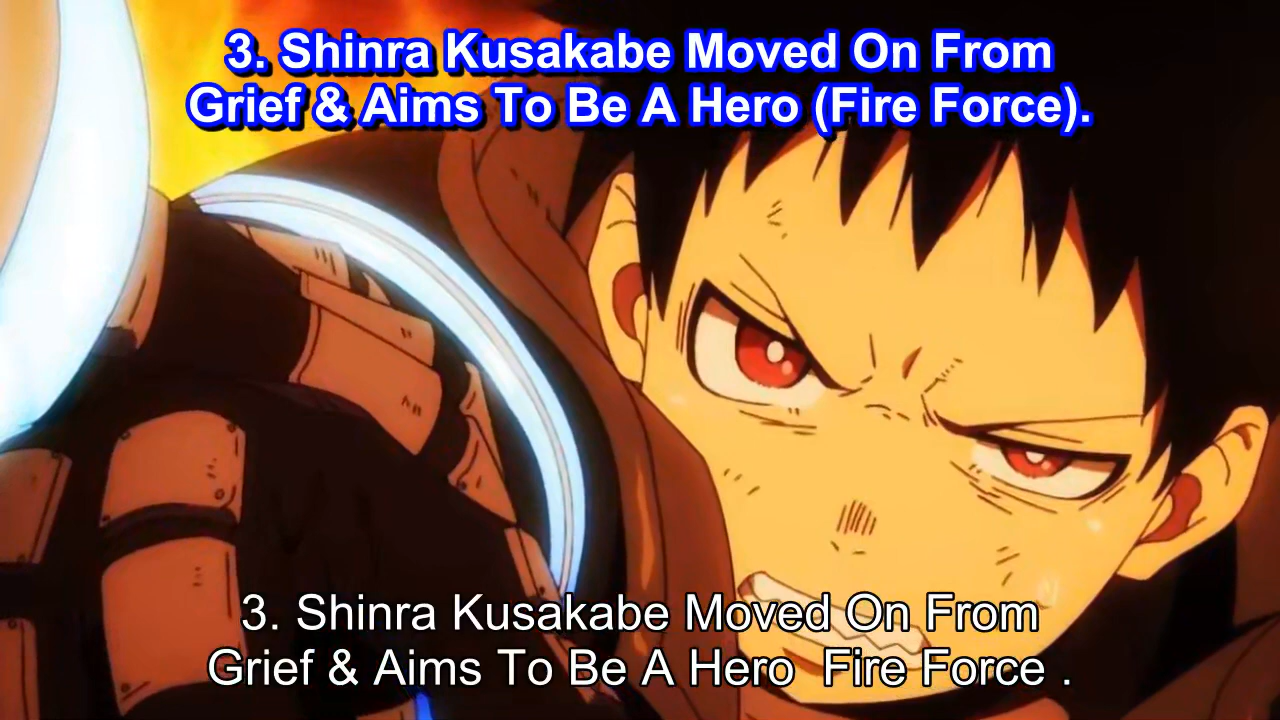 3. Shinra Kusakabe Moved On From
Grief & Aims To Be A Hero (Fire Force).
3. Shinra Kusakabe Moved On From
Grief & Aims To Be A Hero  Fire Force .